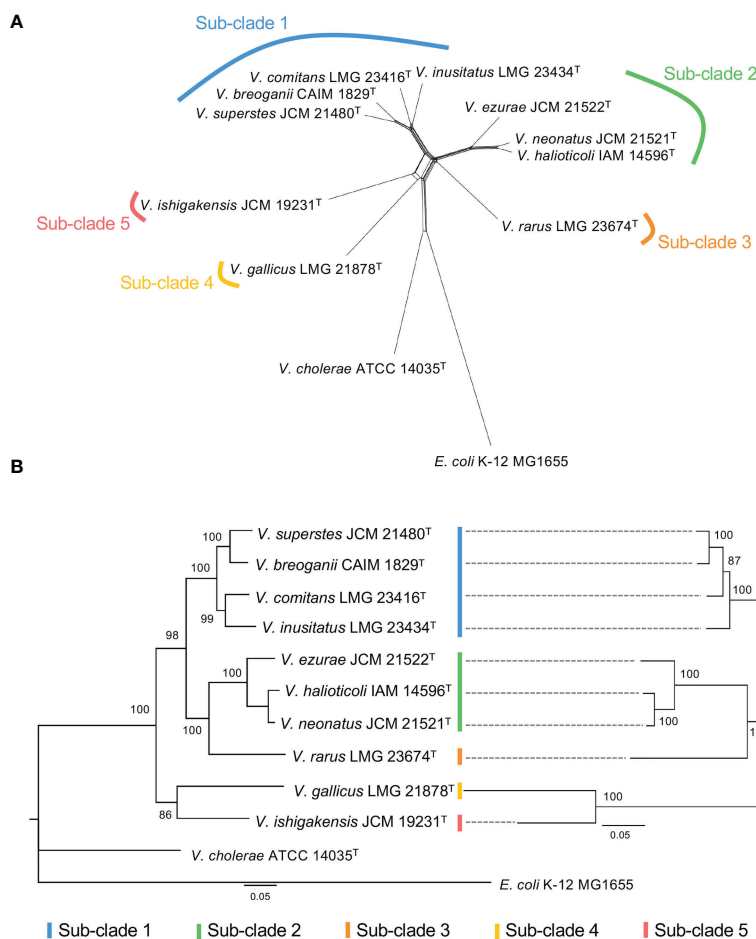 A
Sub-clade 1
Sub-clade 2
V. comitans LMG 23416T
V. inusitatus LMG 23434T
V. breoganii CAIM 1829T
V. superstes JCM 21480T
V. ezurae JCM 21522T
V. neonatus JCM 21521T
V. halioticoli IAM 14596T
V. ishigakensis JCM 19231T
Sub-clade 5
V. rarus LMG 23674T
Sub-clade 3
V. gallicus LMG 21878T
Sub-clade 4
V. cholerae ATCC 14035T
E. coli K-12 MG1655
B
V. superstes JCM 21480T
V. breoganii CAIM 1829T
V. comitans LMG 23416T
V. inusitatus LMG 23434T
V. ezurae JCM 21522T
V. halioticoli IAM 14596T
V. neonatus JCM 21521T
V. rarus LMG 23674T
V. gallicus LMG 21878T
V. ishigakensis JCM 19231T
V. cholerae ATCC 14035T
E. coli K-12 MG1655
100
100
99
98
100
100
100
86
0.05
100
87
100
100
100
1
100
0.05
Sub-clade 1
Sub-clade 2
Sub-clade 3
Sub-clade 4
Sub-clade 5